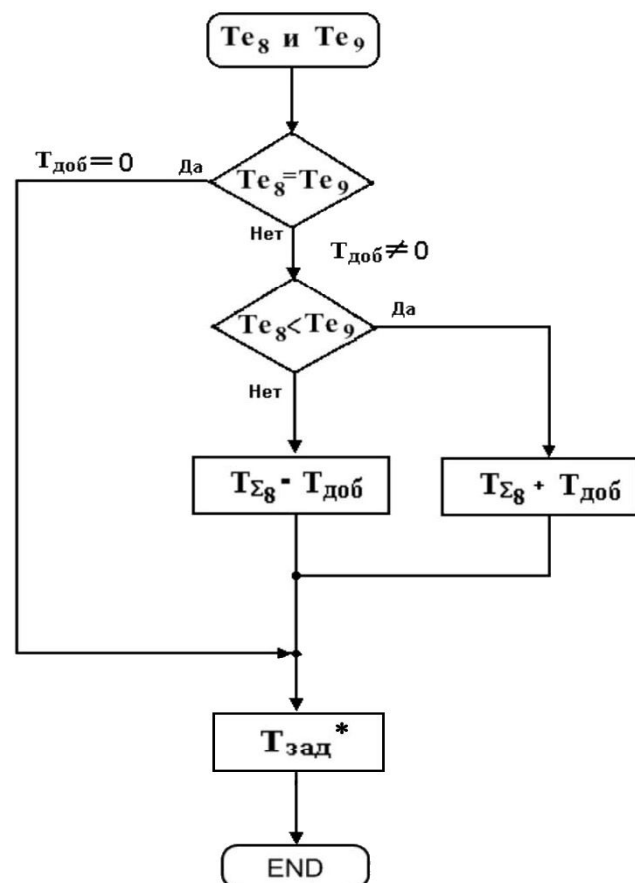 Te₈ и Te₉
Tдоб=0
Да
Te₈=Te₉
Нет
Tдоб≠0
Te₈<Te₉
Да
Нет
TΣ₈ - Tдоб
TΣ₈ + Tдоб
Tзад*
END